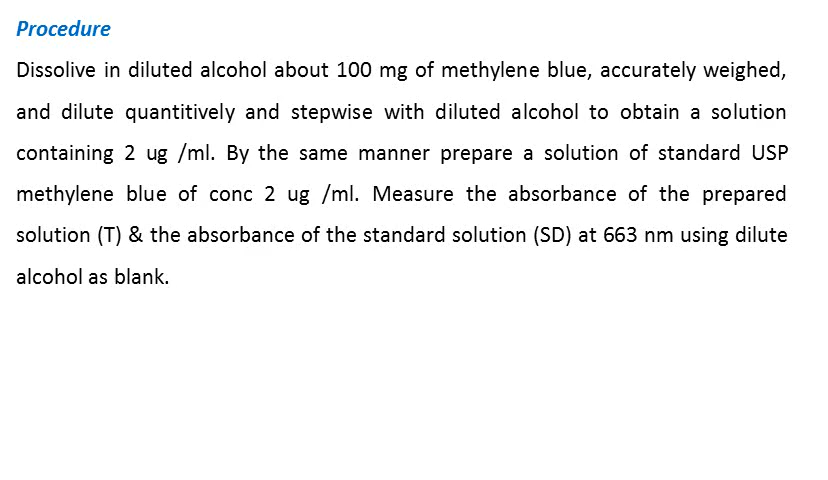 Procedure
Dissolive in diluted alcohol about 100 mg of methylene blue, accurately weighed,
and dilute quantitively and stepwise with diluted alcohol to obtain a solution
containing 2 ug /ml. By the same manner prepare a solution of standard USP
methylene blue of conc 2 ug /ml. Measure the absorbance of the prepared
solution (T) & the absorbance of the standard solution (SD) at 663 nm using dilute
alcohol as blank.